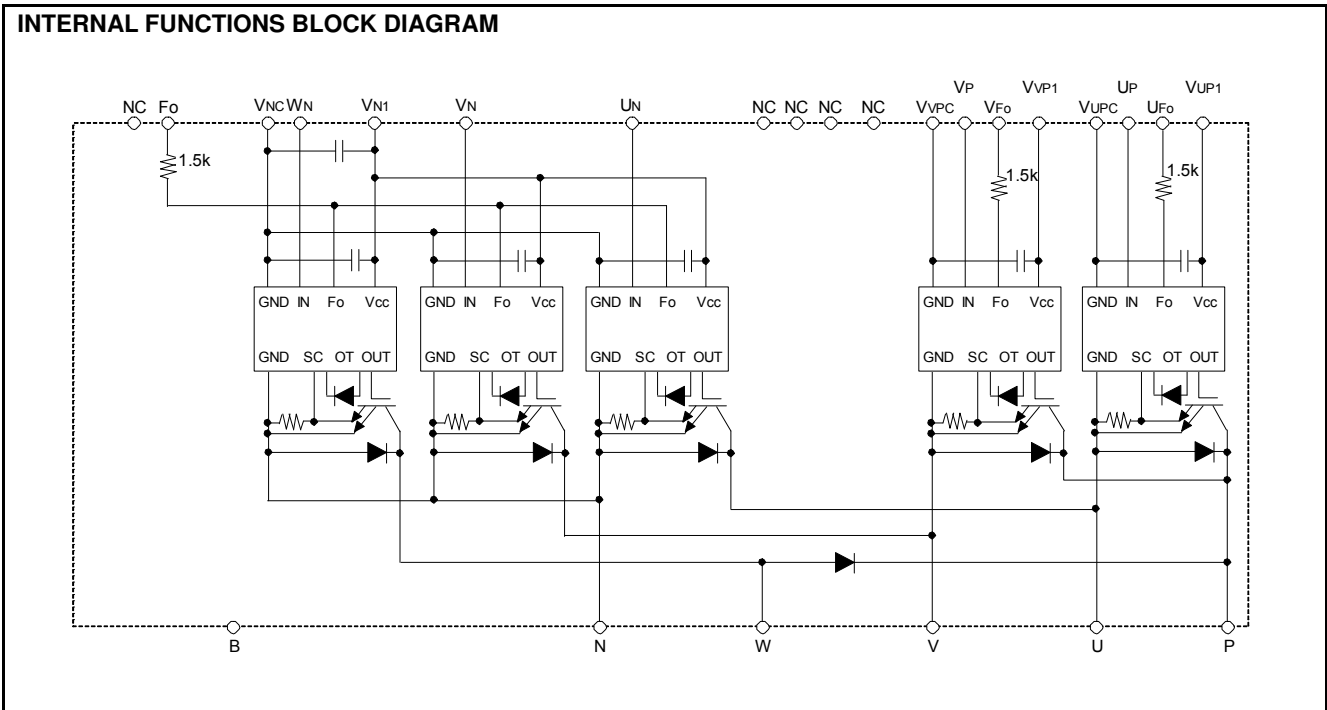 INTERNAL FUNCTIONS BLOCK DIAGRAM
VP VVP1 UP VUP1
NC Fo VNC WN VN1 VN UN NC NC NC NC VVPC VFo VUPC UFo
1.5k 1.5k 1.5k
GND IN Fo Vcc GND IN Fo Vcc GND IN Fo Vcc GND IN Fo Vcc GND IN Fo Vcc
GND SC OT OUT GND SC OT OUT GND SC OT OUT GND SC OT OUT GND SC OT OUT
B N W V U P